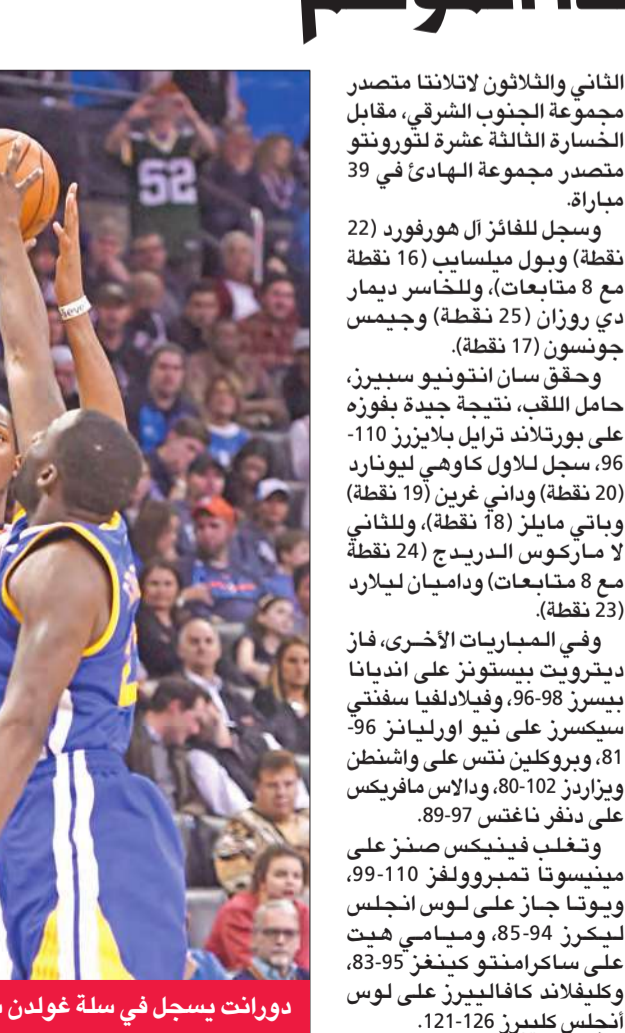 الثاني والثلاثون لاتلانتا متصدر
مجموعة الجنوب الشرقي، مقابل
الخسارة الثالثة عشرة لتورونتو
متصدر مجموعة الهادئ في 39
مباراة.
وسجل للفائز آل هورفورد (22
نقطة) وبول ميلسايب (16 نقطة
مع 8 متابعات)، وللخاسر ديمار
دي روزان (25 نقطة) وجيمس
جونسون (17 نقطة).
وحقق سان انتونيو سبيرز،
حامل اللقب، نتيجة جيدة بفوزه
على بورتلاند ترايل بلايزرز 110-
96، سجل للاول كاوهي ليونارد
(20 نقطة) وداني غرين (19 نقطة)
وباتي مايلز (18 نقطة)، وللثاني
لا ماركوس الدريدج (24 نقطة
مع 8 متابعات) وداميان ليلارد
(23 نقطة).
وفي المباريات الأخرى، فاز
ديترويت بيستونز على انديانا
بيسرز 98-96، وفيلادلفيا سفنتي
سيكسرز على نيو اورليانز 96-
81، وبروكلين نتس على واشنطن
ويزاردز 102-80، ودالاس مافريكس
على دنفر ناغتس 97-89.
وتغلب فينيكس صنز على
مينيسوتا تمبروولفز 110-99،
ويوتا جاز على لوس انجلس
ليكرز 94-85، وميامي هيت
على ساكرامنتو كينغز 95-83،
وكليفلاند كافالييرز على لوس
أنجلس كليبرز 126-121.
52
دورانت يسجل في سلة غولدن